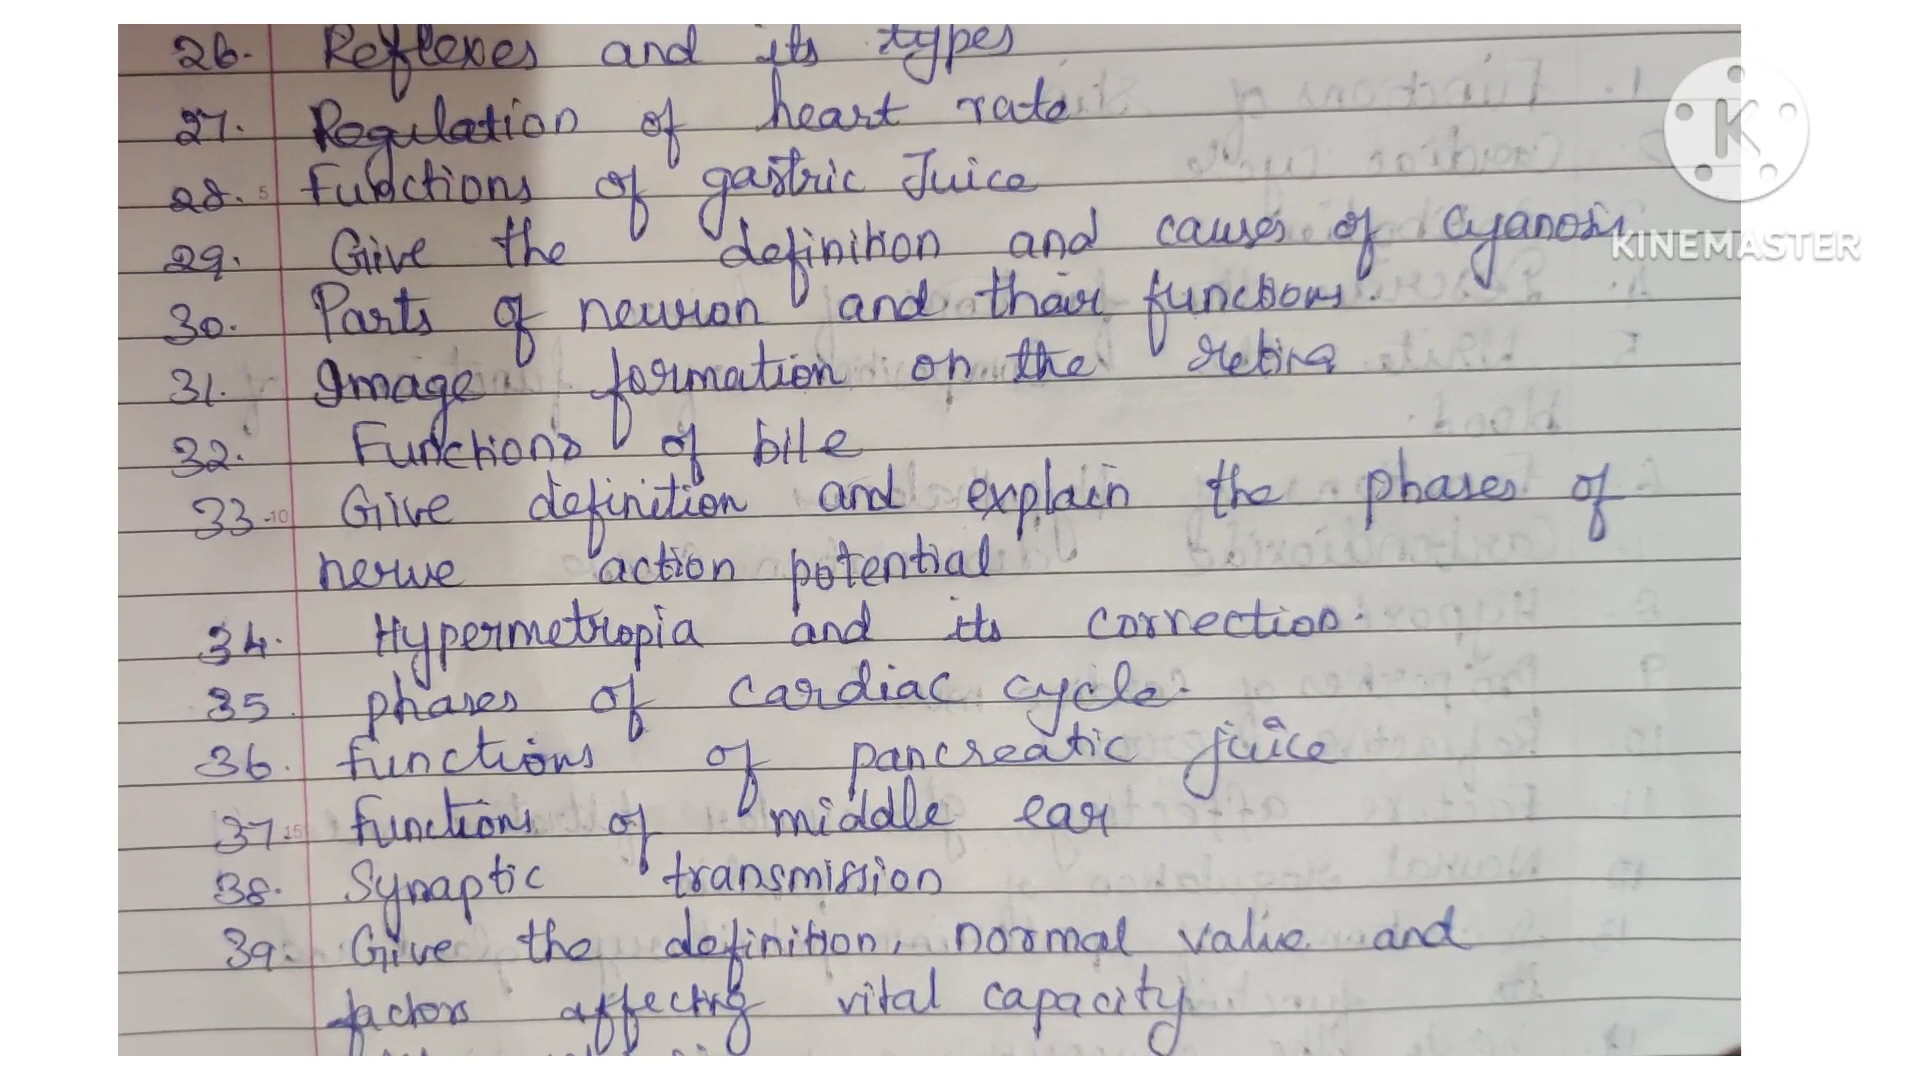 26. Reflexes and its types
27. Regulation of heart rate
28. Functions of gastric Juice
29. Give the definition and causes of cyanosis
30. Parts of neuron and their functions.
31. Image formation on the retina
32. Functions of bile
33. Give definition and explain the phases of
nerve action potential
34. Hypermetropia and its correction.
35. phases of cardiac cycle.
36. functions of pancreatic juice
37. functions of middle ear
38. Synaptic transmission
39. Give the definition, normal value and
factors affecting vital capacity
K
KINEMASTER